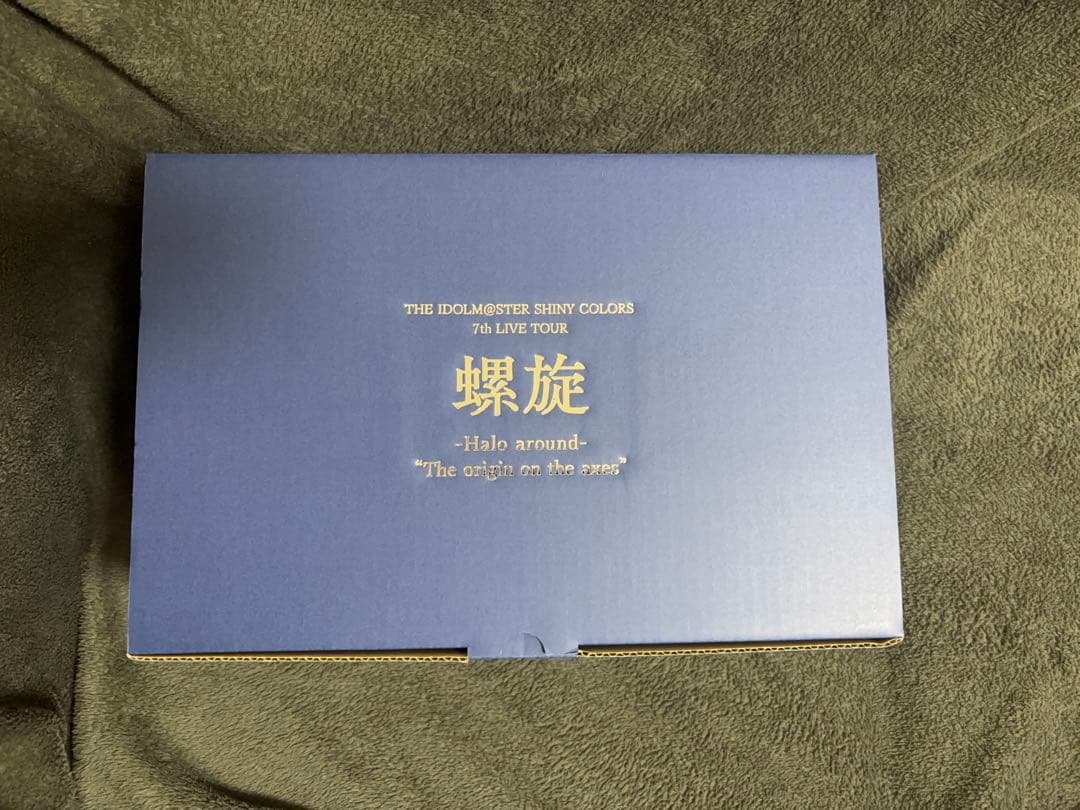 THE IDOLM@STER SHINY COLORS
7th LIVE TOUR
螺旋
-Halo around-
“The origin on the axes”